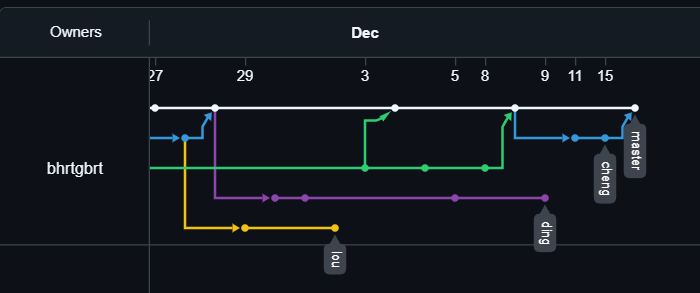 Owners
Dec
27 29 3 5 8 9 11 15
bhrtgbrt
master
cheng
ding
lou